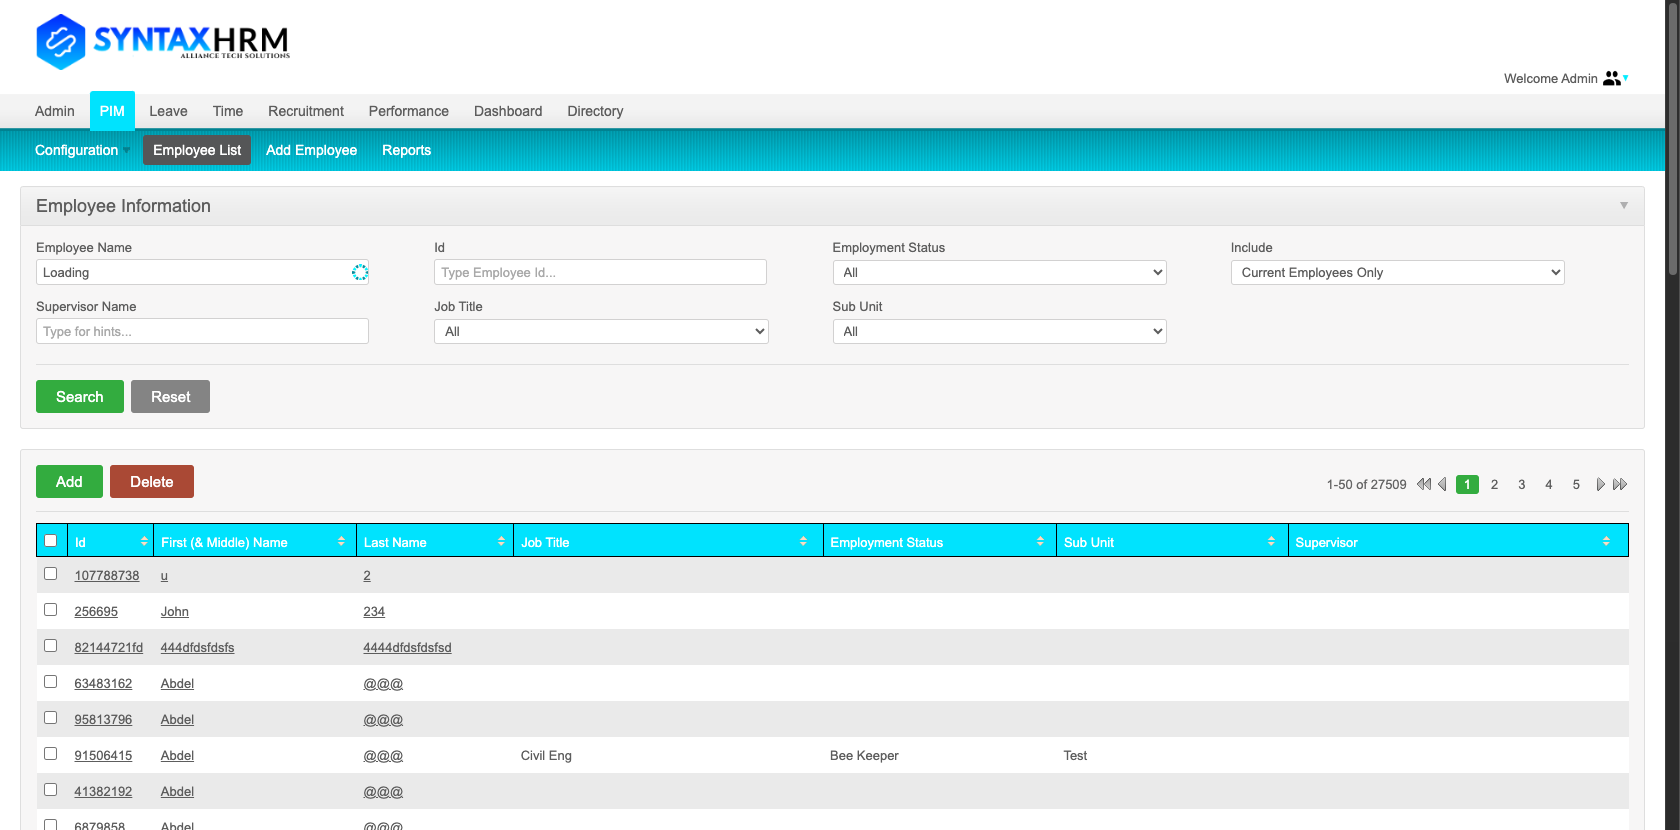 SYNTAXHRM
ALLIANCE TECH SOLUTIONS
Welcome Admin
Admin PIM Leave Time Recruitment Performance Dashboard Directory
Configuration Employee List Add Employee Reports
Employee Information
Employee Name Id Employment Status Include
Loading Type Employee Id... All Current Employees Only
Supervisor Name Job Title Sub Unit
Type for hints... All All
Search Reset
Add Delete
1-50 of 27509 1 2 3 4 5
Id First (& Middle) Name Last Name Job Title Employment Status Sub Unit Supervisor
107788738 u 2
256695 John 234
82144721fd 444dfdsfdsfs 4444dfdsfdsfsd
63483162 Abdel @@@
95813796 Abdel @@@
91506415 Abdel @@@ Civil Eng Bee Keeper Test
41382192 Abdel @@@
6879858 Abdel @@@